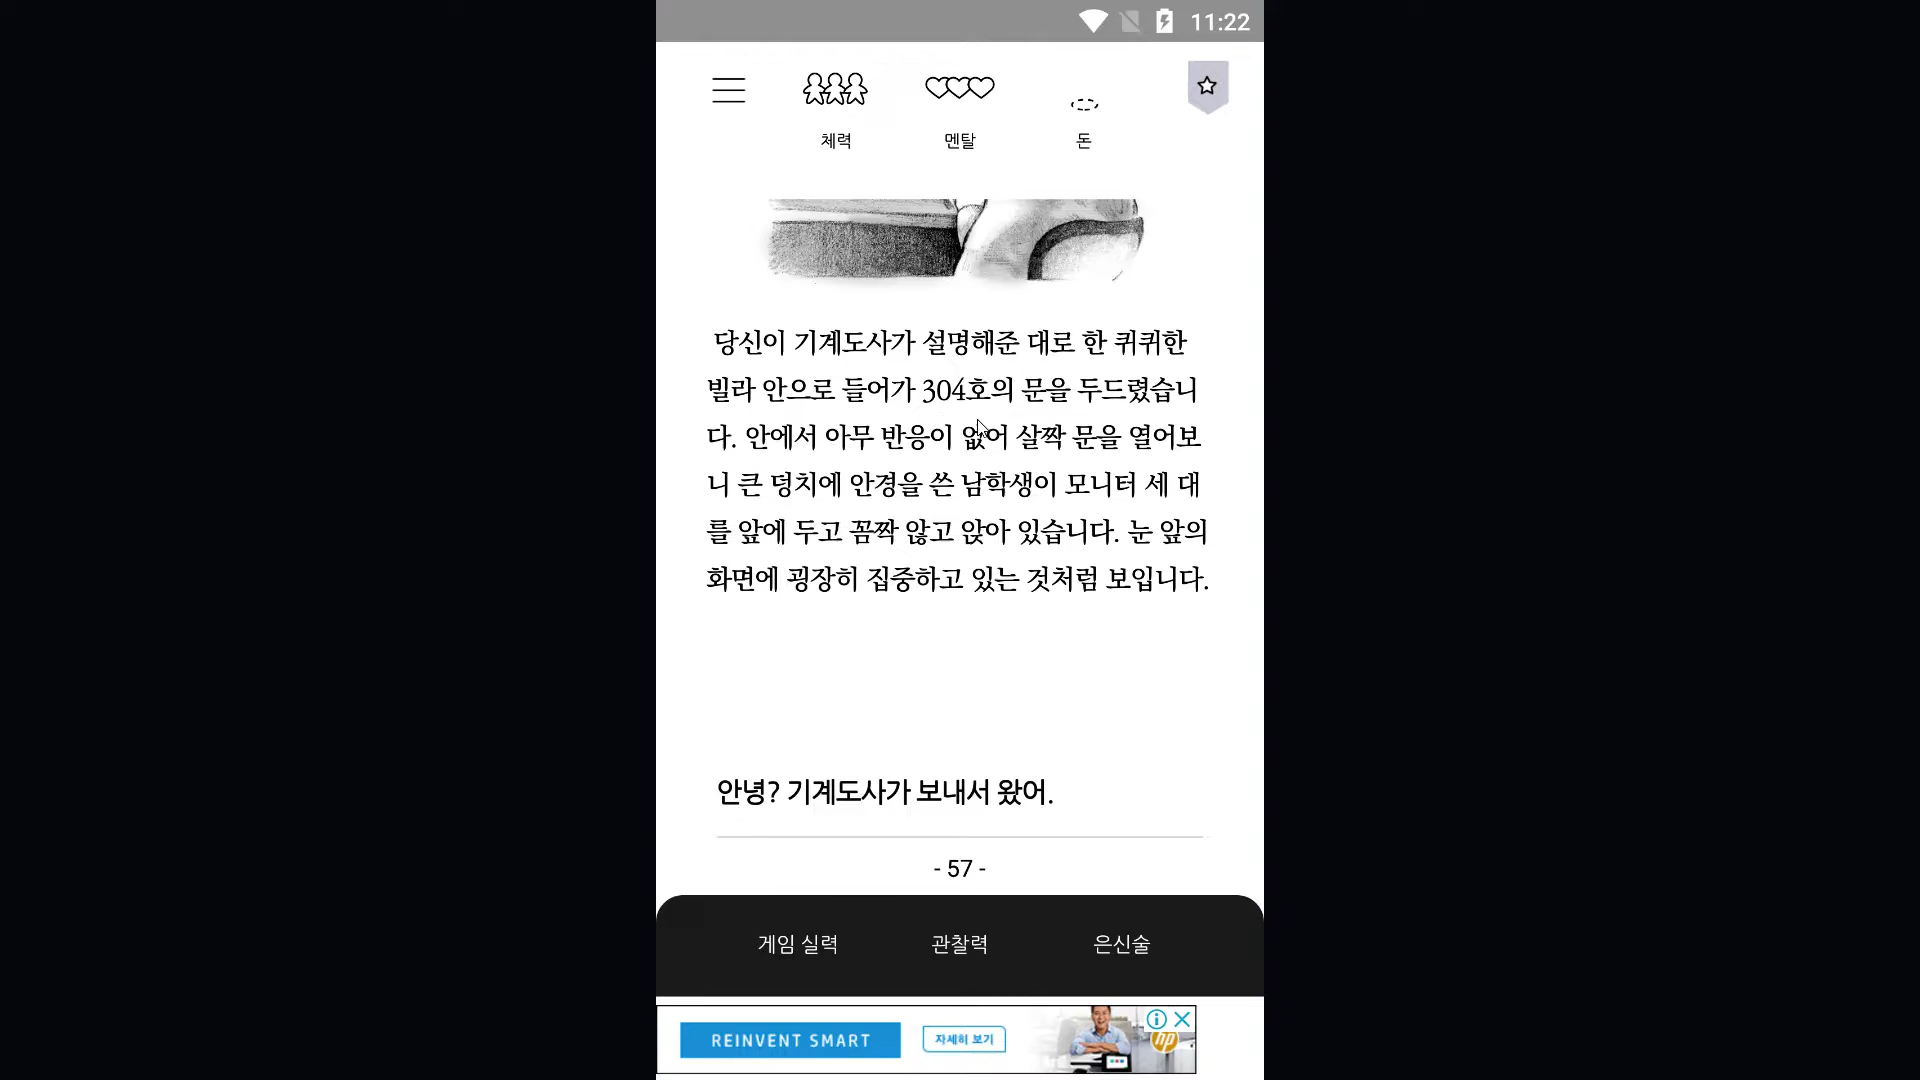 11:22
체력 멘탈 돈
당신이 기계도사가 설명해준 대로 한 퀴퀴한
빌라 안으로 들어가 304호의 문을 두드렸습니
다. 안에서 아무 반응이 없어 살짝 문을 열어보
니 큰 덩치에 안경을 쓴 남학생이 모니터 세 대
를 앞에 두고 꼼짝 않고 앉아 있습니다. 눈 앞의
화면에 굉장히 집중하고 있는 것처럼 보입니다.
안녕? 기계도사가 보내서 왔어.
- 57 -
게임 실력 관찰력 은신술
REINVENT SMART 자세히 보기 hp